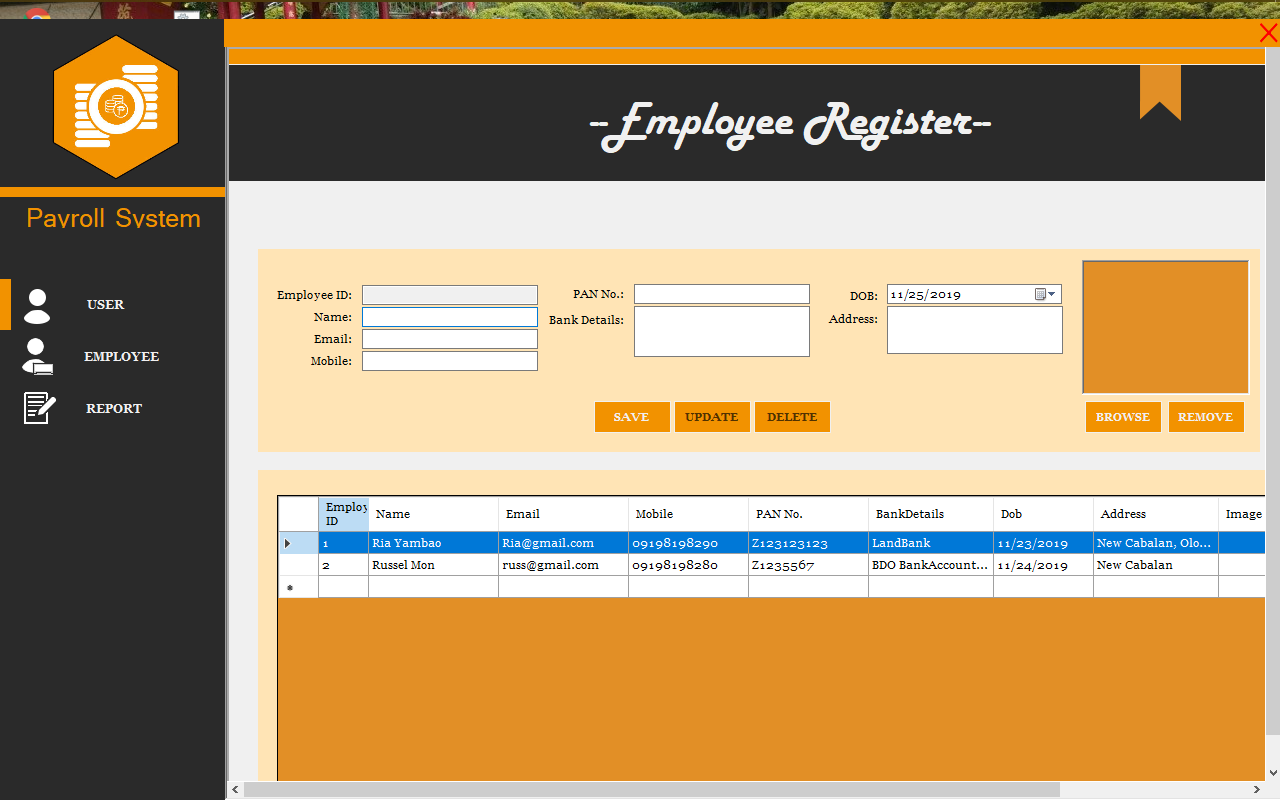 --Employee Register--
Payroll System
USER
EMPLOYEE
REPORT
Employee ID:
Name:
Email:
Mobile:
PAN No.:
Bank Details:
DOB: 11/25/2019
Address:
SAVE UPDATE DELETE BROWSE REMOVE
Employ ID Name Email Mobile PAN No. BankDetails Dob Address Image
1 Ria Yambao Ria@gmail.com 09198198290 Z123123123 LandBank 11/23/2019 New Cabalan, Olo...
2 Russel Mon russ@gmail.com 09198198280 Z1235567 BDO BankAccount... 11/24/2019 New Cabalan